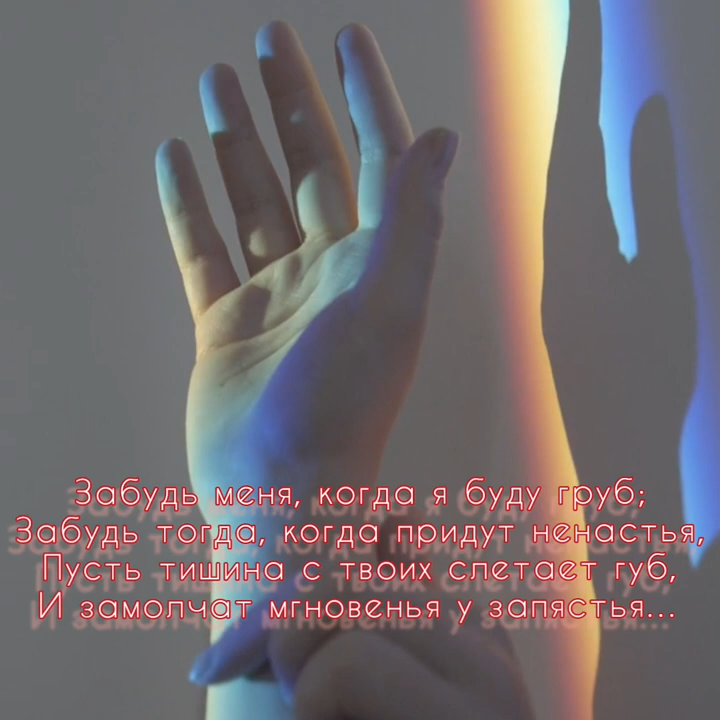 Забудь меня, когда я буду груб;
Забудь тогда, когда придут ненастья,
Пусть тишина с твоих слетает губ,
И замолчат мгновенья у запястья...